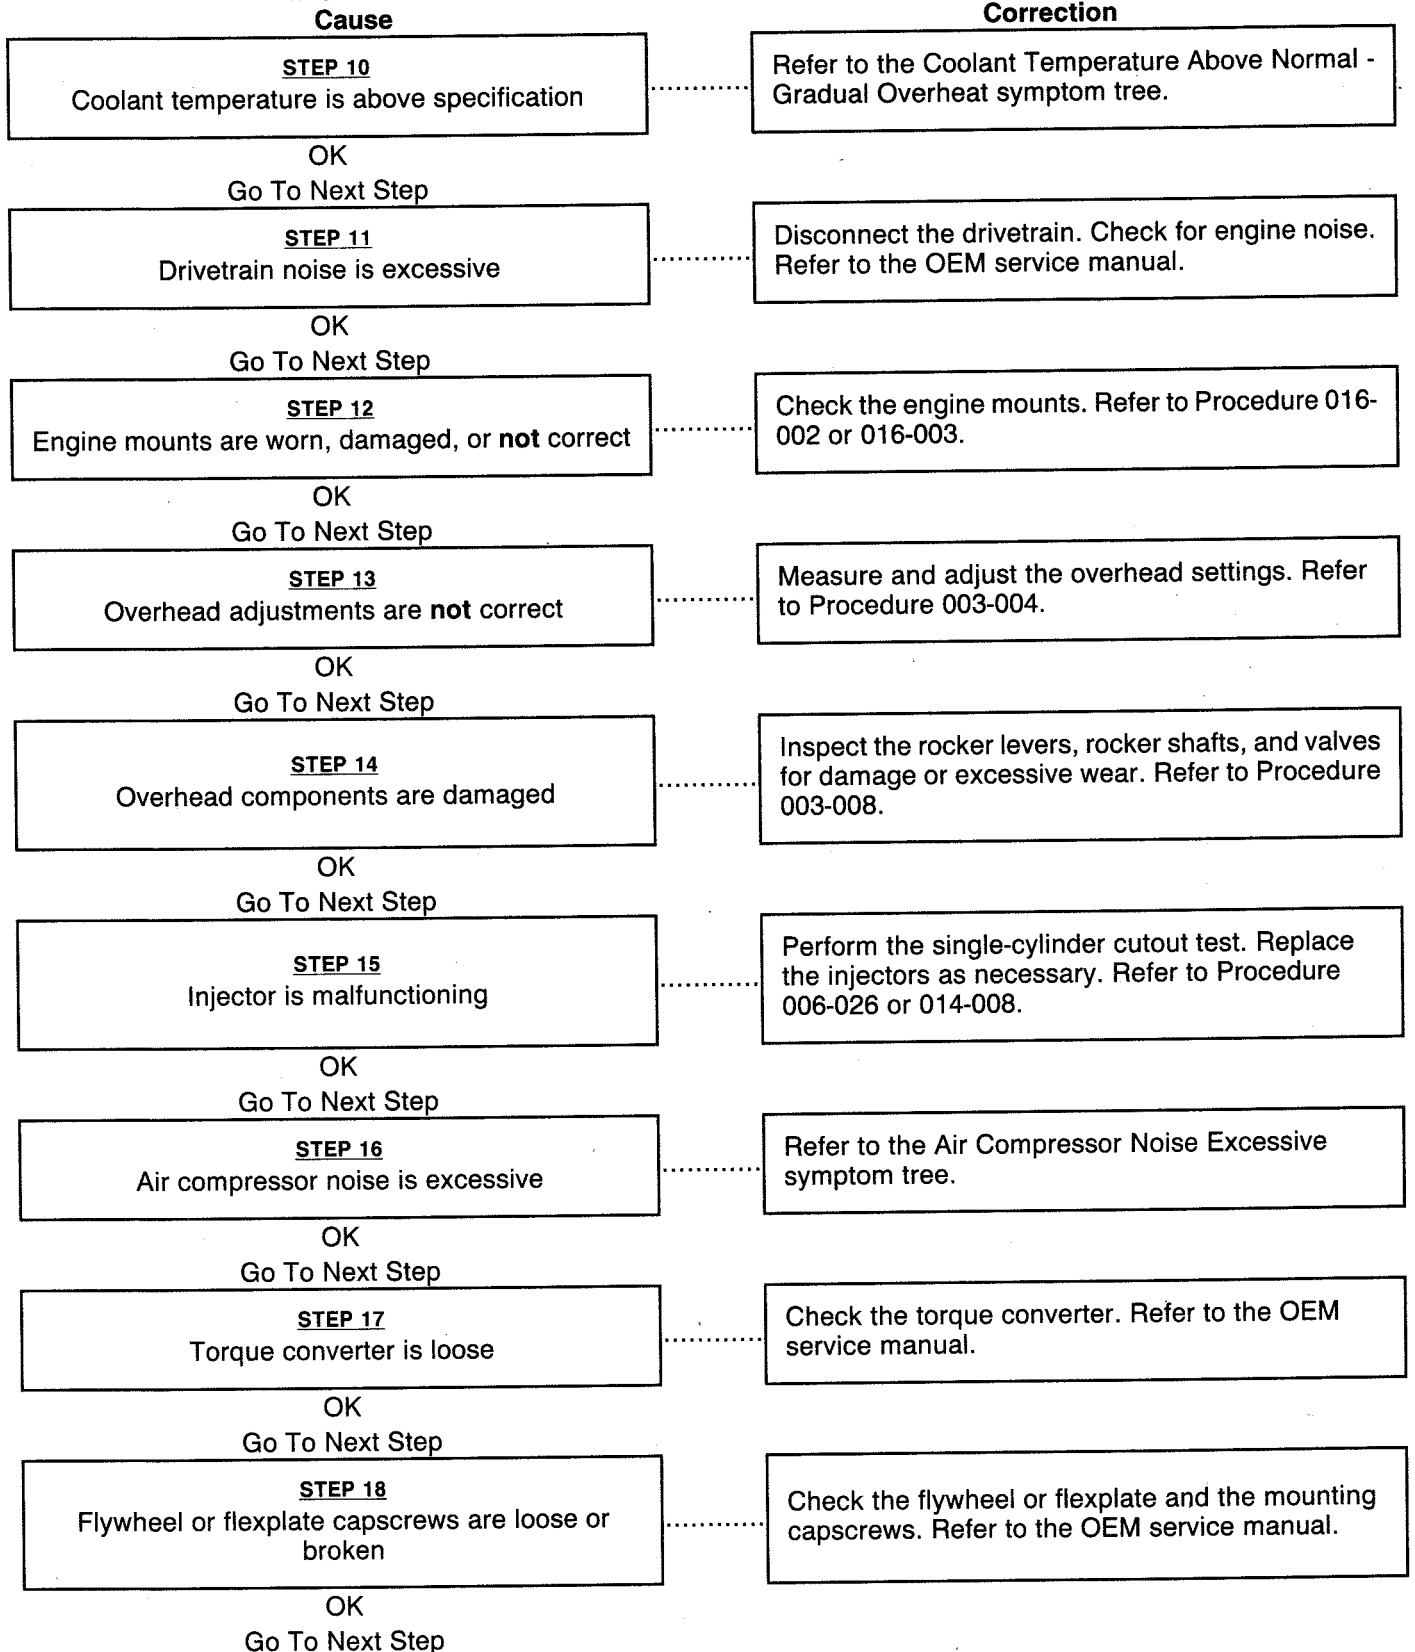 Cause
Correction
STEP 10
Coolant temperature is above specification
Refer to the Coolant Temperature Above Normal -
Gradual Overheat symptom tree.
OK
Go To Next Step
STEP 11
Drivetrain noise is excessive
Disconnect the drivetrain. Check for engine noise.
Refer to the OEM service manual.
OK
Go To Next Step
STEP 12
Engine mounts are worn, damaged, or not correct
Check the engine mounts. Refer to Procedure 016-
002 or 016-003.
OK
Go To Next Step
STEP 13
Overhead adjustments are not correct
Measure and adjust the overhead settings. Refer
to Procedure 003-004.
OK
Go To Next Step
STEP 14
Overhead components are damaged
Inspect the rocker levers, rocker shafts, and valves
for damage or excessive wear. Refer to Procedure
003-008.
OK
Go To Next Step
STEP 15
Injector is malfunctioning
Perform the single-cylinder cutout test. Replace
the injectors as necessary. Refer to Procedure
006-026 or 014-008.
OK
Go To Next Step
STEP 16
Air compressor noise is excessive
Refer to the Air Compressor Noise Excessive
symptom tree.
OK
Go To Next Step
STEP 17
Torque converter is loose
Check the torque converter. Refer to the OEM
service manual.
OK
Go To Next Step
STEP 18
Flywheel or flexplate capscrews are loose or
broken
Check the flywheel or flexplate and the mounting
capscrews. Refer to the OEM service manual.
OK
Go To Next Step